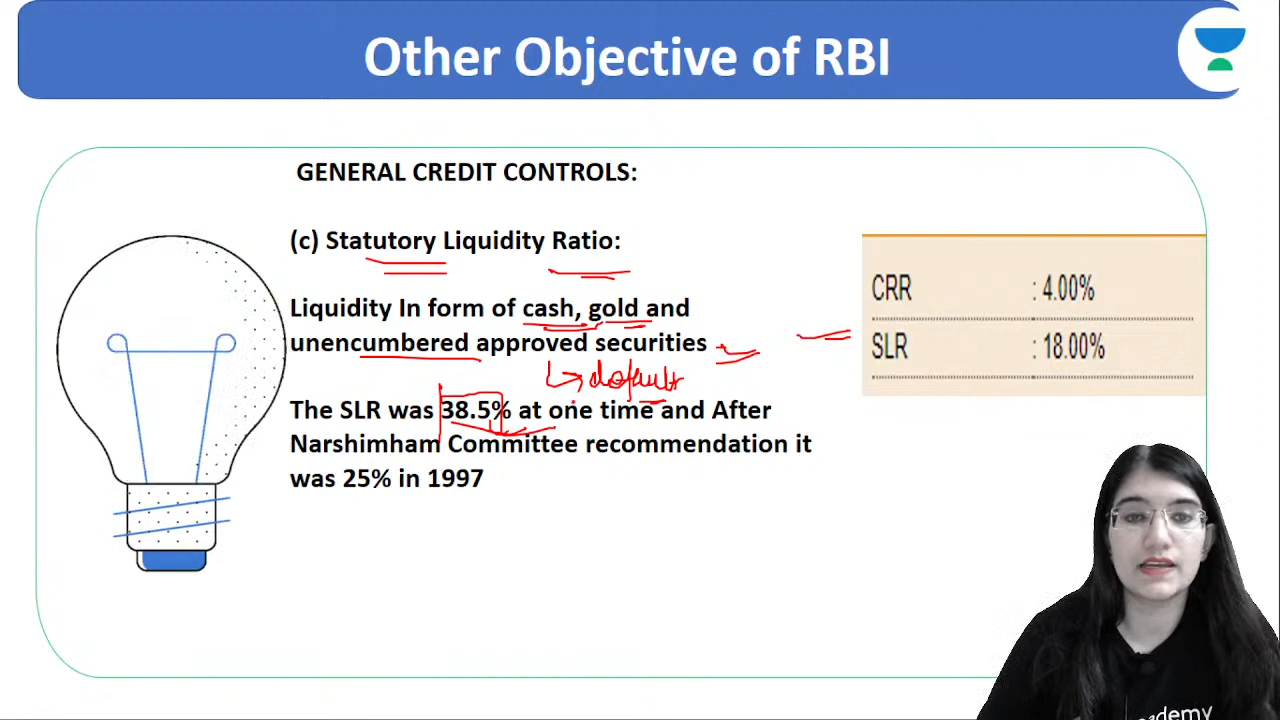 Other Objective of RBI
GENERAL CREDIT CONTROLS:
(c) Statutory Liquidity Ratio:
Liquidity In form of cash, gold and
unencumbered approved securities
default
The SLR was 38.5% at one time and After
Narshimham Committee recommendation it
was 25% in 1997
CRR : 4.00%
SLR : 18.00%
academy